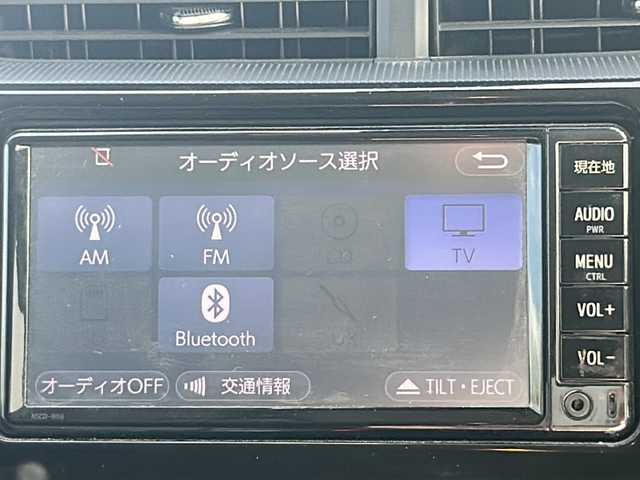 オーディオソース選択
現在地
AM
FM
CD
TV
AUDIO
PWR
MENU
CTRL
Bluetooth
VOL+
VOL-
オーディオOFF
交通情報
TILT・EJECT